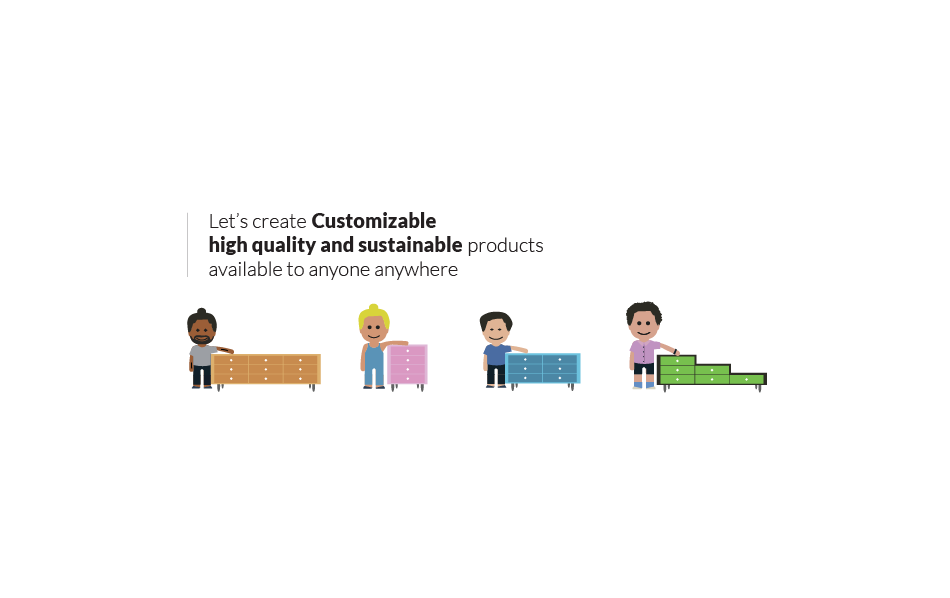 Let’s create Customizable
high quality and sustainable products
available to anyone anywhere